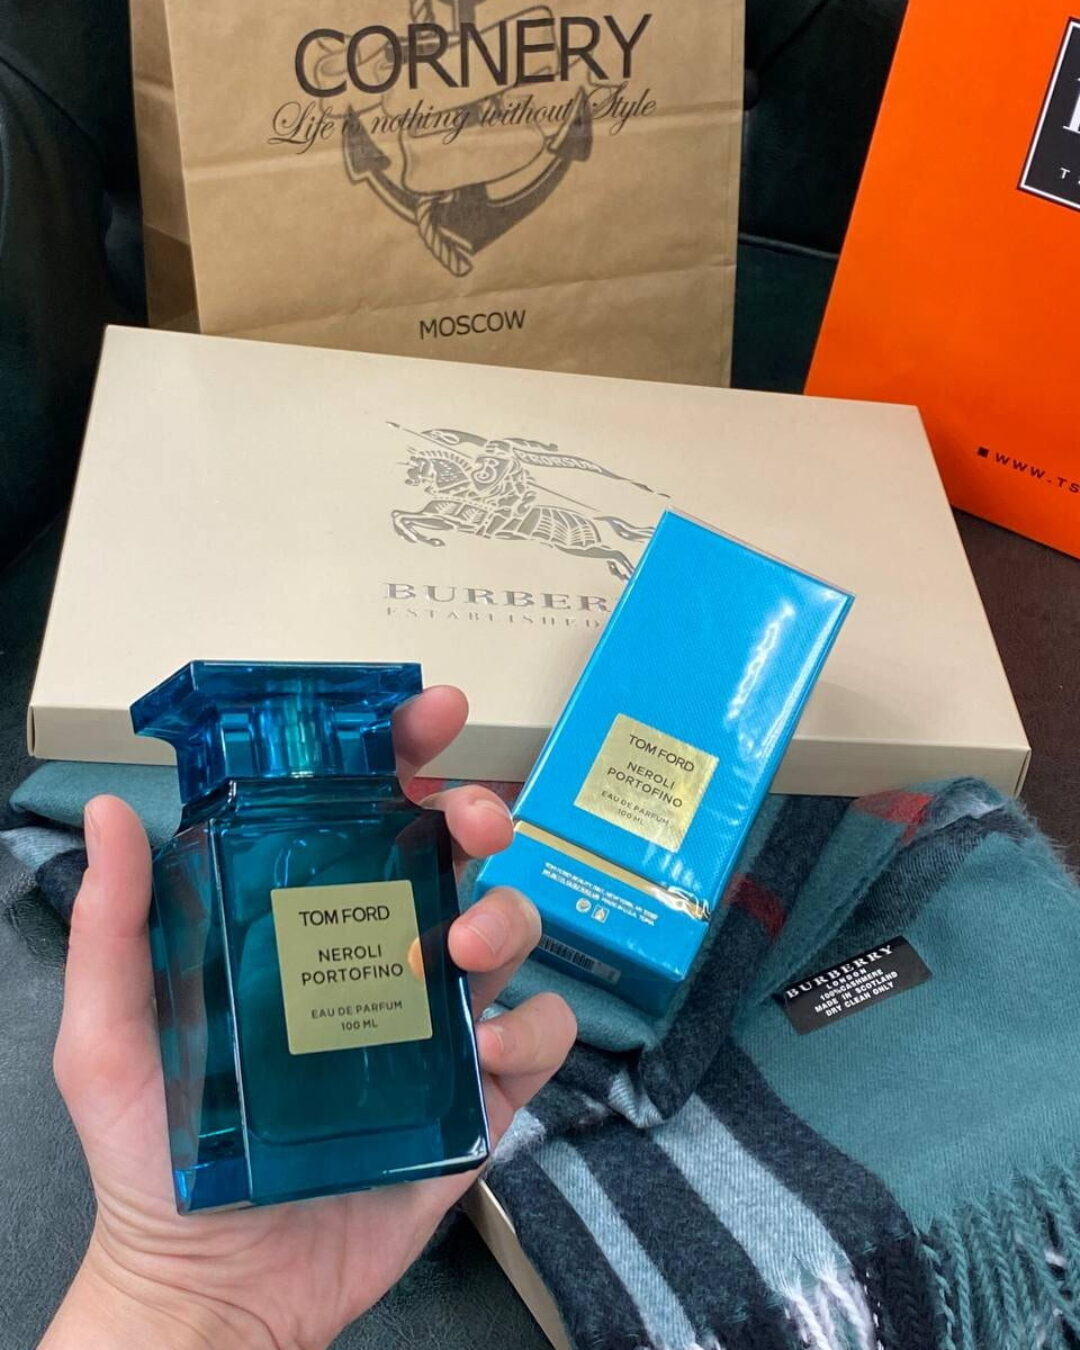 CORNERY
Life is nothing without Style
MOSCOW
WWW.TS
PRORSUM
BURBER
ESTABLISHED
TOM FORD
NEROLI
PORTOFINO
EAU DE PARFUM
100 ML
TOM FORD
NEROLI
PORTOFINO
EAU DE PARFUM
100 ML
BURBERRY
LONDON
100% CASHMERE
MADE IN SCOTLAND
DRY CLEAN ONLY